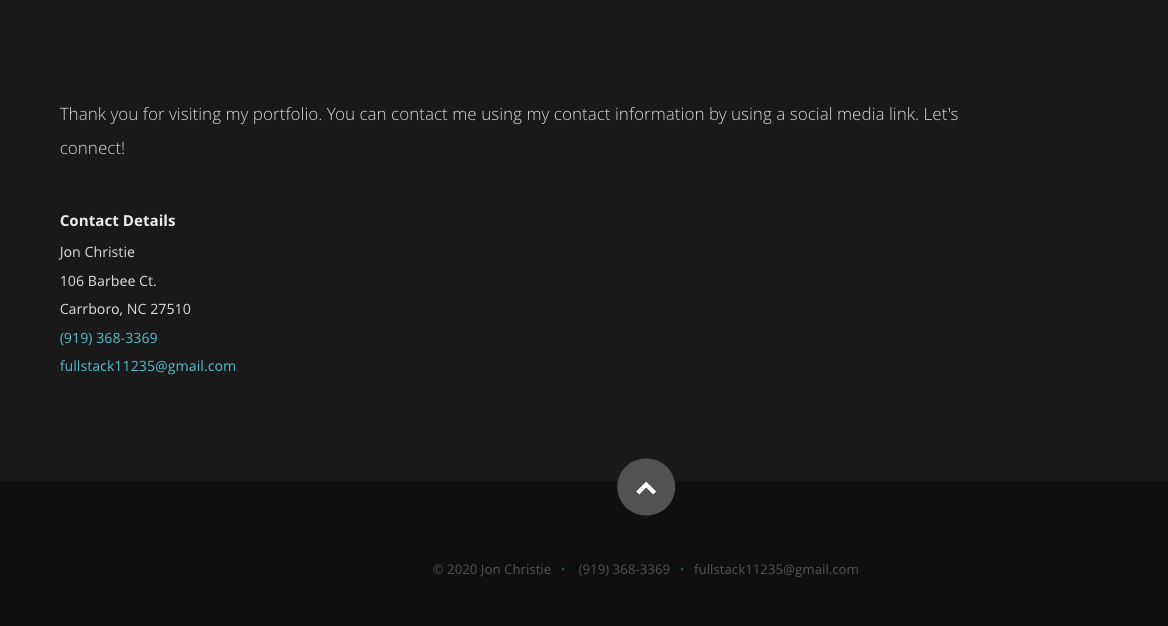 Thank you for visiting my portfolio. You can contact me using my contact information by using a social media link. Let's
connect!
Contact Details
Jon Christie
106 Barbee Ct.
Carrboro, NC 27510
(919) 368-3369
fullstack11235@gmail.com
© 2020 Jon Christie • (919) 368-3369 • fullstack11235@gmail.com